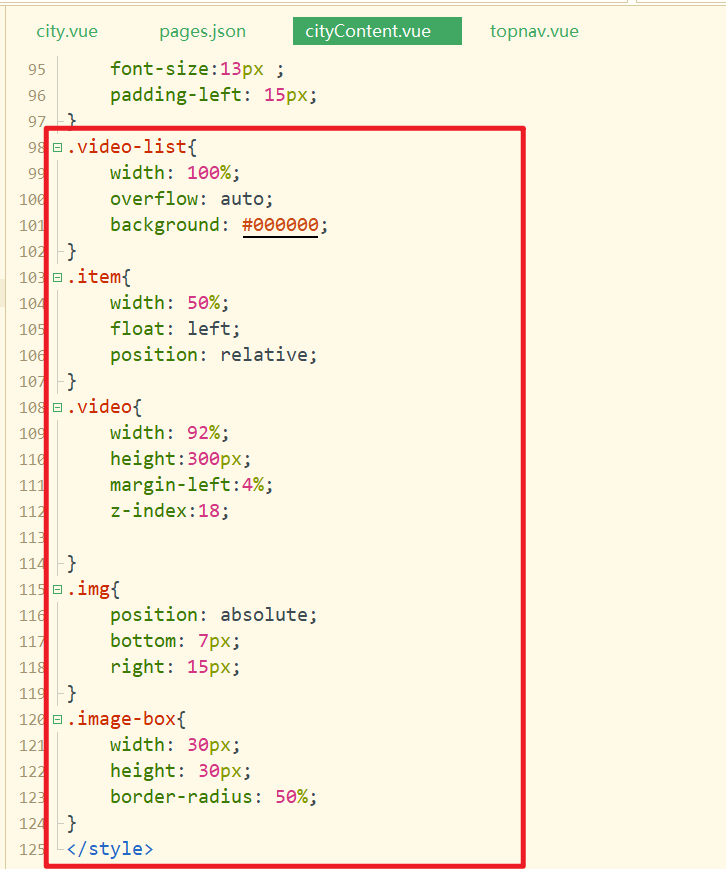 city.vue pages.json cityContent.vue topnav.vue
95 font-size:13px ;
96 padding-left: 15px;
97 }
98 .video-list{
99 width: 100%;
100 overflow: auto;
101 background: #000000;
102 }
103 .item{
104 width: 50%;
105 float: left;
106 position: relative;
107 }
108 .video{
109 width: 92%;
110 height:300px;
111 margin-left:4%;
112 z-index:18;
113
114 }
115 .img{
116 position: absolute;
117 bottom: 7px;
118 right: 15px;
119 }
120 .image-box{
121 width: 30px;
122 height: 30px;
123 border-radius: 50%;
124 }
125 </style>